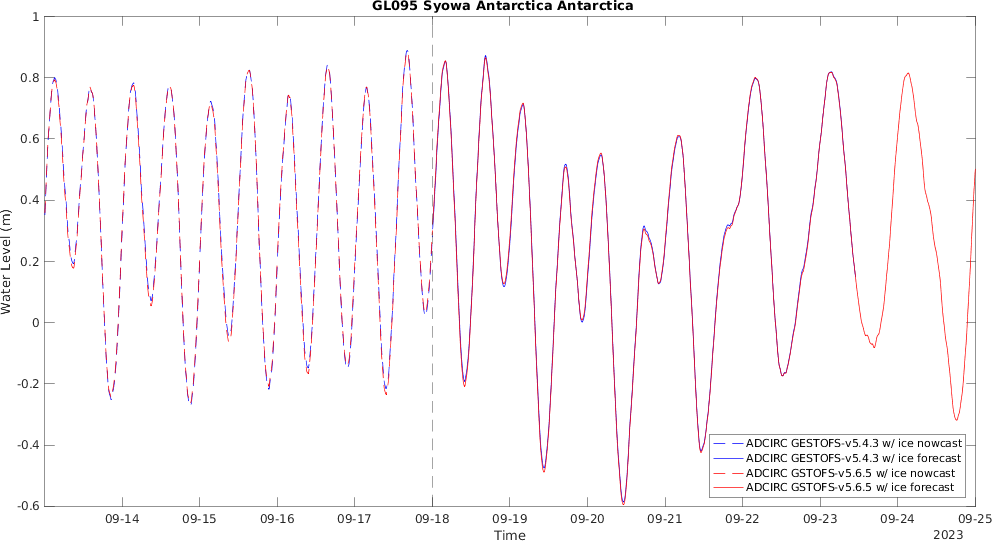 GL095 Syowa Antarctica Antarctica
1
0.8
0.6
0.4
0.2
0
-0.2
-0.4
-0.6
Water Level (m)
ADCIRC GESTOFS-v5.4.3 w/ ice nowcast
ADCIRC GESTOFS-v5.4.3 w/ ice forecast
ADCIRC GSTOFS-v5.6.5 w/ ice nowcast
ADCIRC GSTOFS-v5.6.5 w/ ice forecast
09-14 09-15 09-16 09-17 09-18 09-19 09-20 09-21 09-22 09-23 09-24 09-25
Time
2023